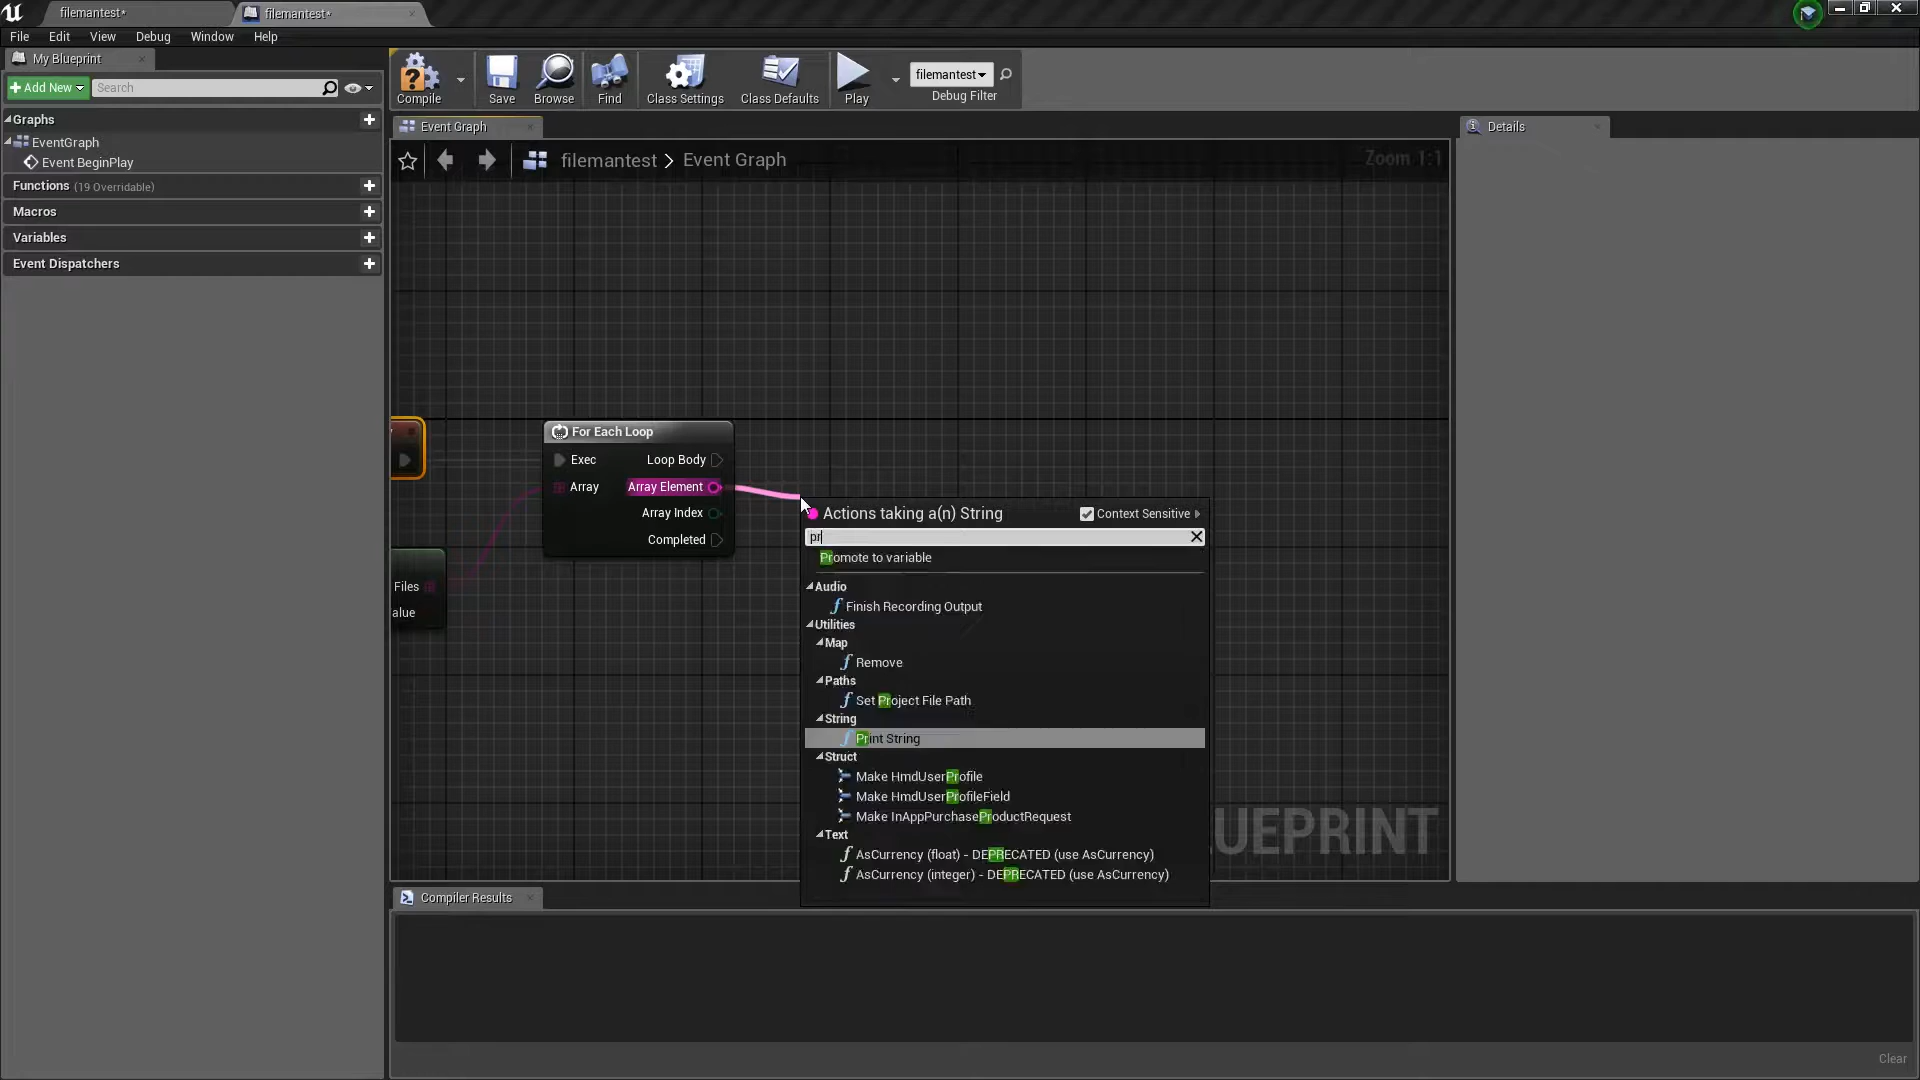 filemantest*
filemantest*
File Edit View Debug Window Help
My Blueprint
Add New
Search
Graphs
EventGraph
Event BeginPlay
Functions (19 Overridable)
Macros
Variables
Event Dispatchers
Compile
Save
Browse
Find
Class Settings
Class Defaults
Play
filemantest
Debug Filter
Event Graph
filemantest > Event Graph
Zoom 1:1
Details
For Each Loop
Exec
Loop Body
Array
Array Element
Array Index
Completed
Files
alue
Actions taking a(n) String
Context Sensitive
pr
Promote to variable
Audio
Finish Recording Output
Utilities
Map
Remove
Paths
Set Project File Path
String
Print String
Struct
Make HmdUserProfile
Make HmdUserProfileField
Make InAppPurchaseProductRequest
Text
AsCurrency (float) - DEPRECATED (use AsCurrency)
AsCurrency (integer) - DEPRECATED (use AsCurrency)
UEPRINT
Compiler Results
Clear